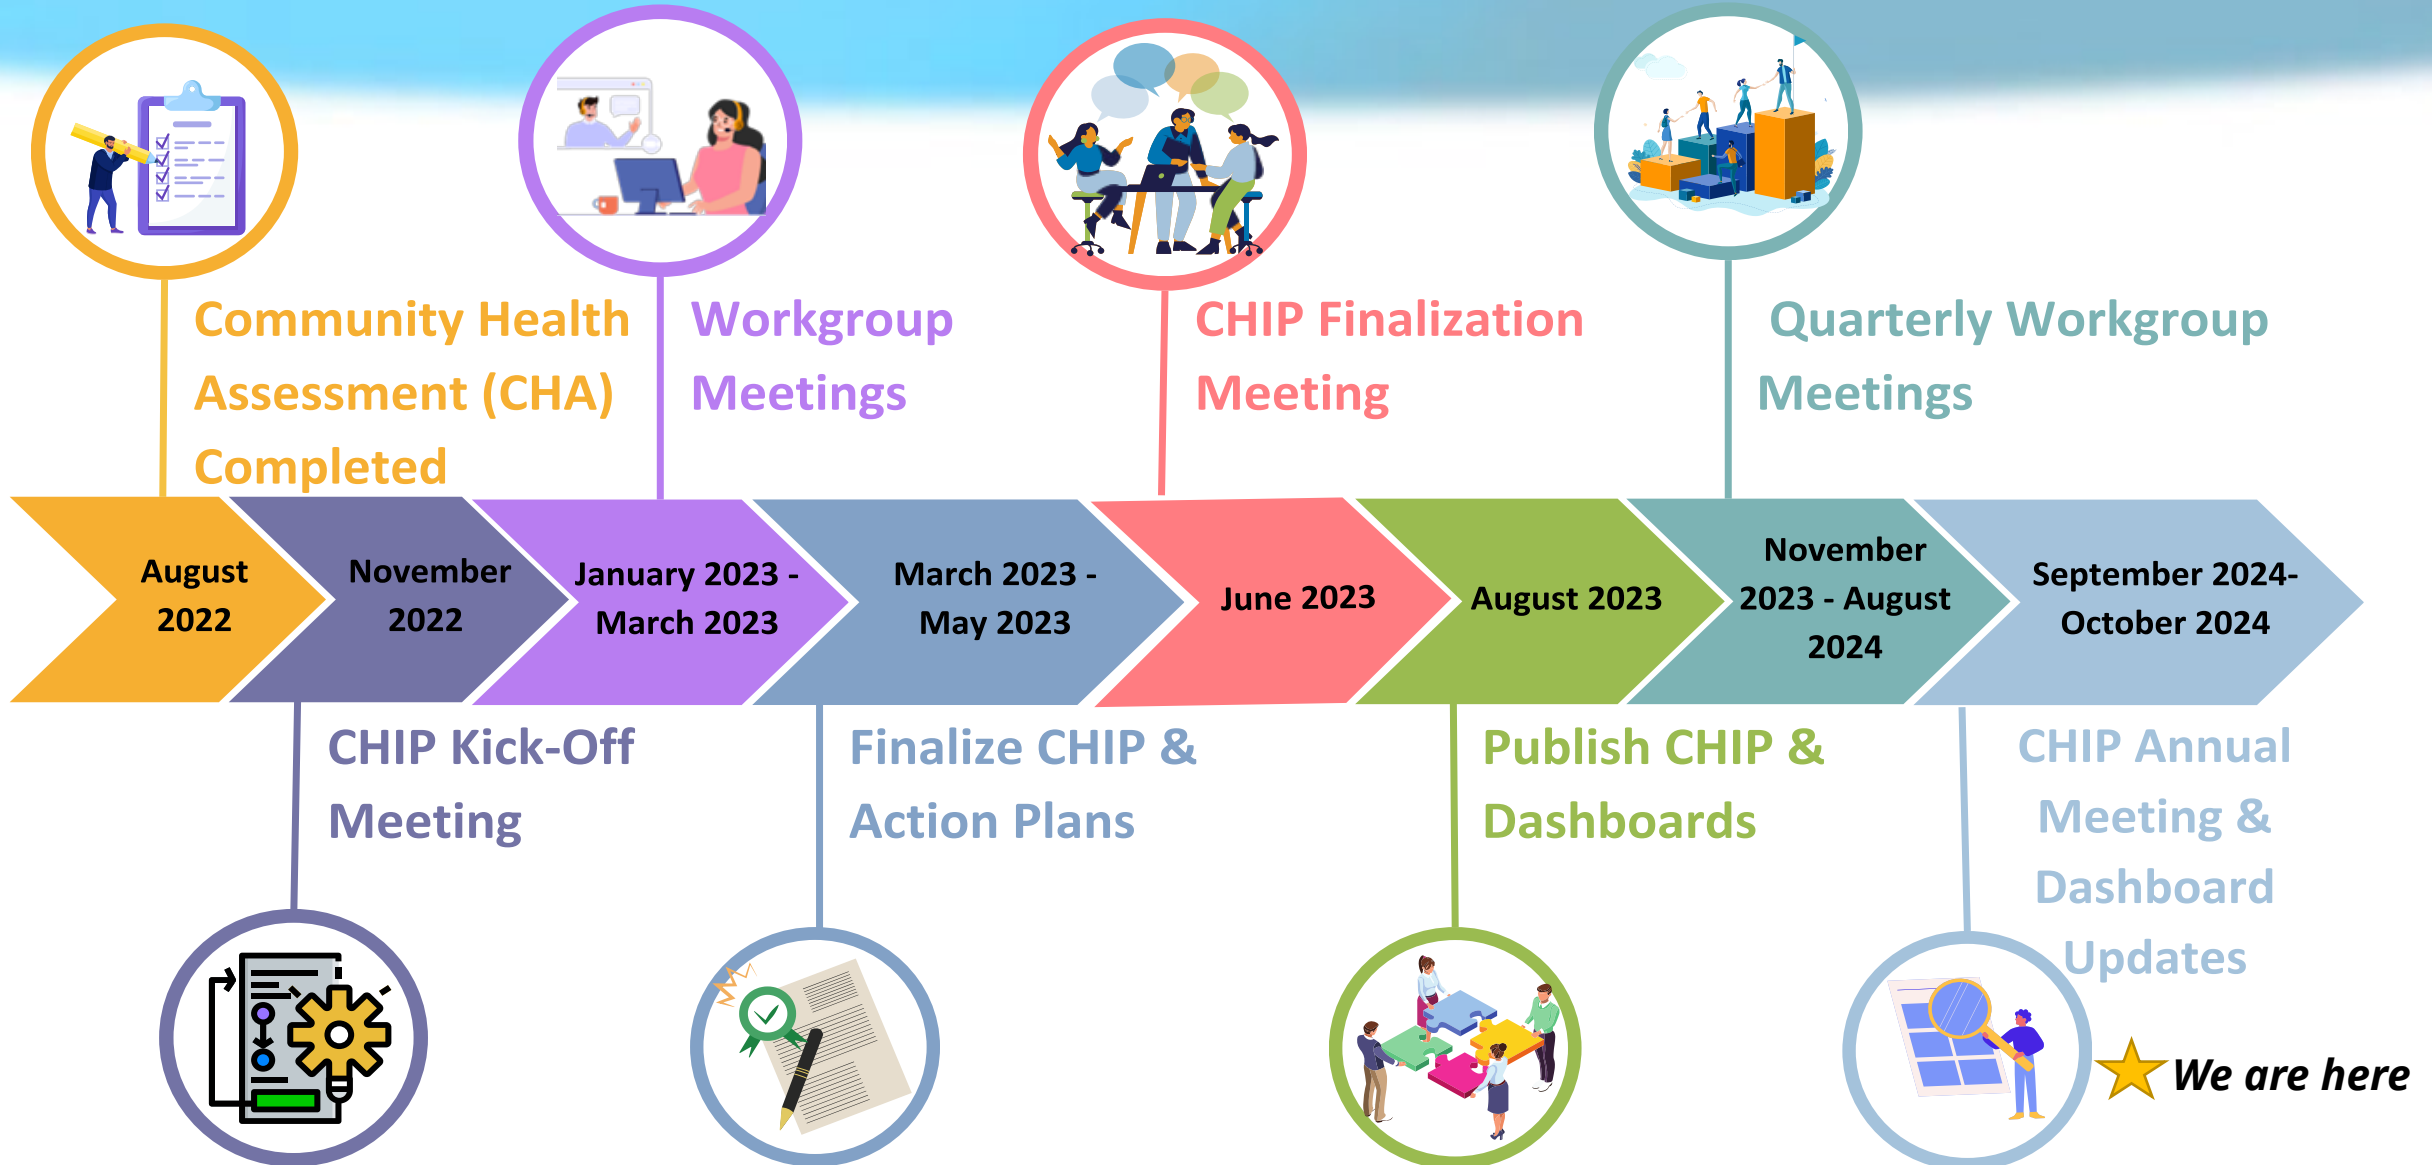 Community Health
Assessment (CHA)
Completed
Workgroup
Meetings
CHIP Finalization
Meeting
Quarterly Workgroup
Meetings
August
2022
November
2022
January 2023 -
March 2023
March 2023 -
May 2023
June 2023
August 2023
November
2023 - August
2024
September 2024-
October 2024
CHIP Kick-Off
Meeting
Finalize CHIP &
Action Plans
Publish CHIP &
Dashboards
CHIP Annual
Meeting &
Dashboard
Updates
We are here